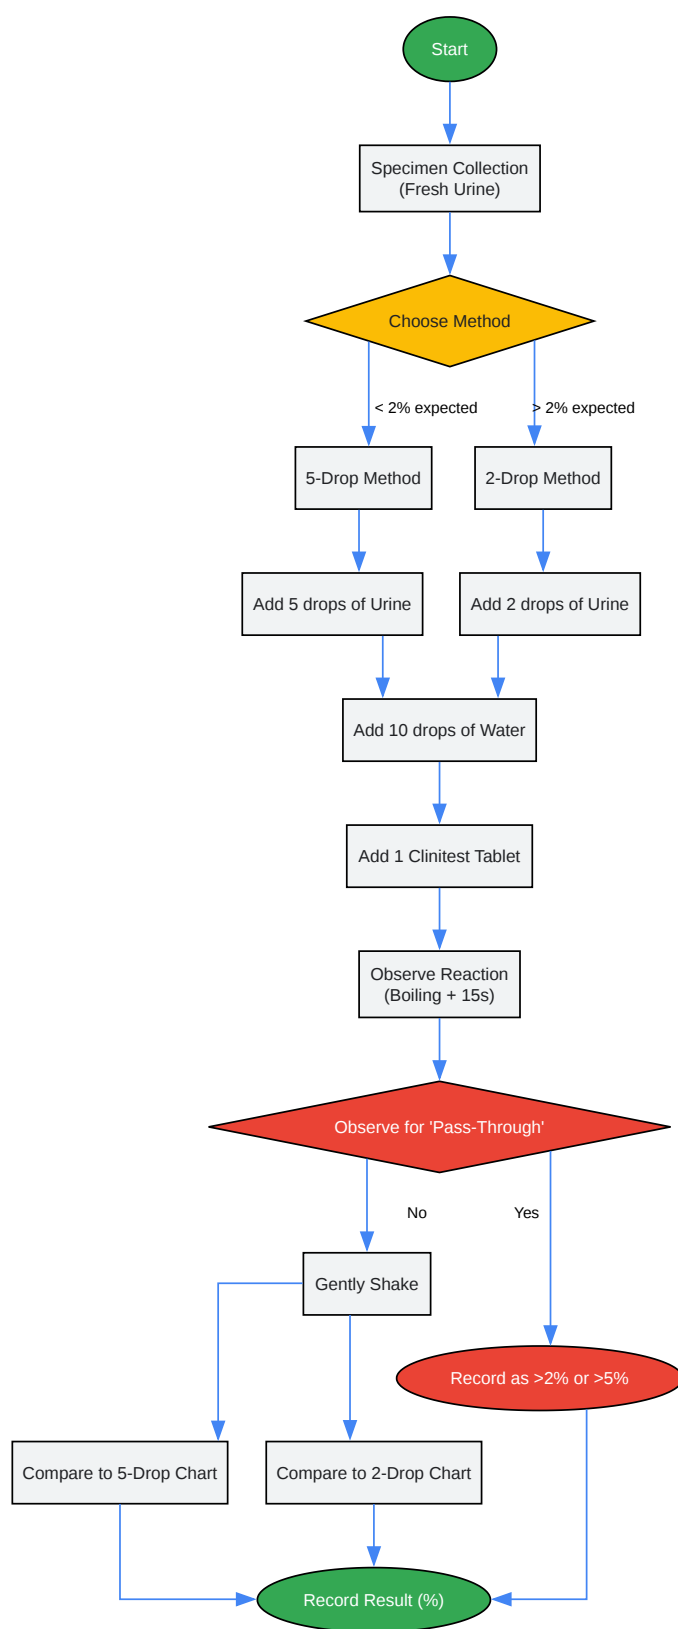 Start
Specimen Collection
(Fresh Urine)
Choose Method
< 2% expected
> 2% expected
5-Drop Method
2-Drop Method
Add 5 drops of Urine
Add 2 drops of Urine
Add 10 drops of Water
Add 1 Clinitest Tablet
Observe Reaction
(Boiling + 15s)
Observe for 'Pass-Through'
No
Yes
Gently Shake
Record as >2% or >5%
Compare to 5-Drop Chart
Compare to 2-Drop Chart
Record Result (%)